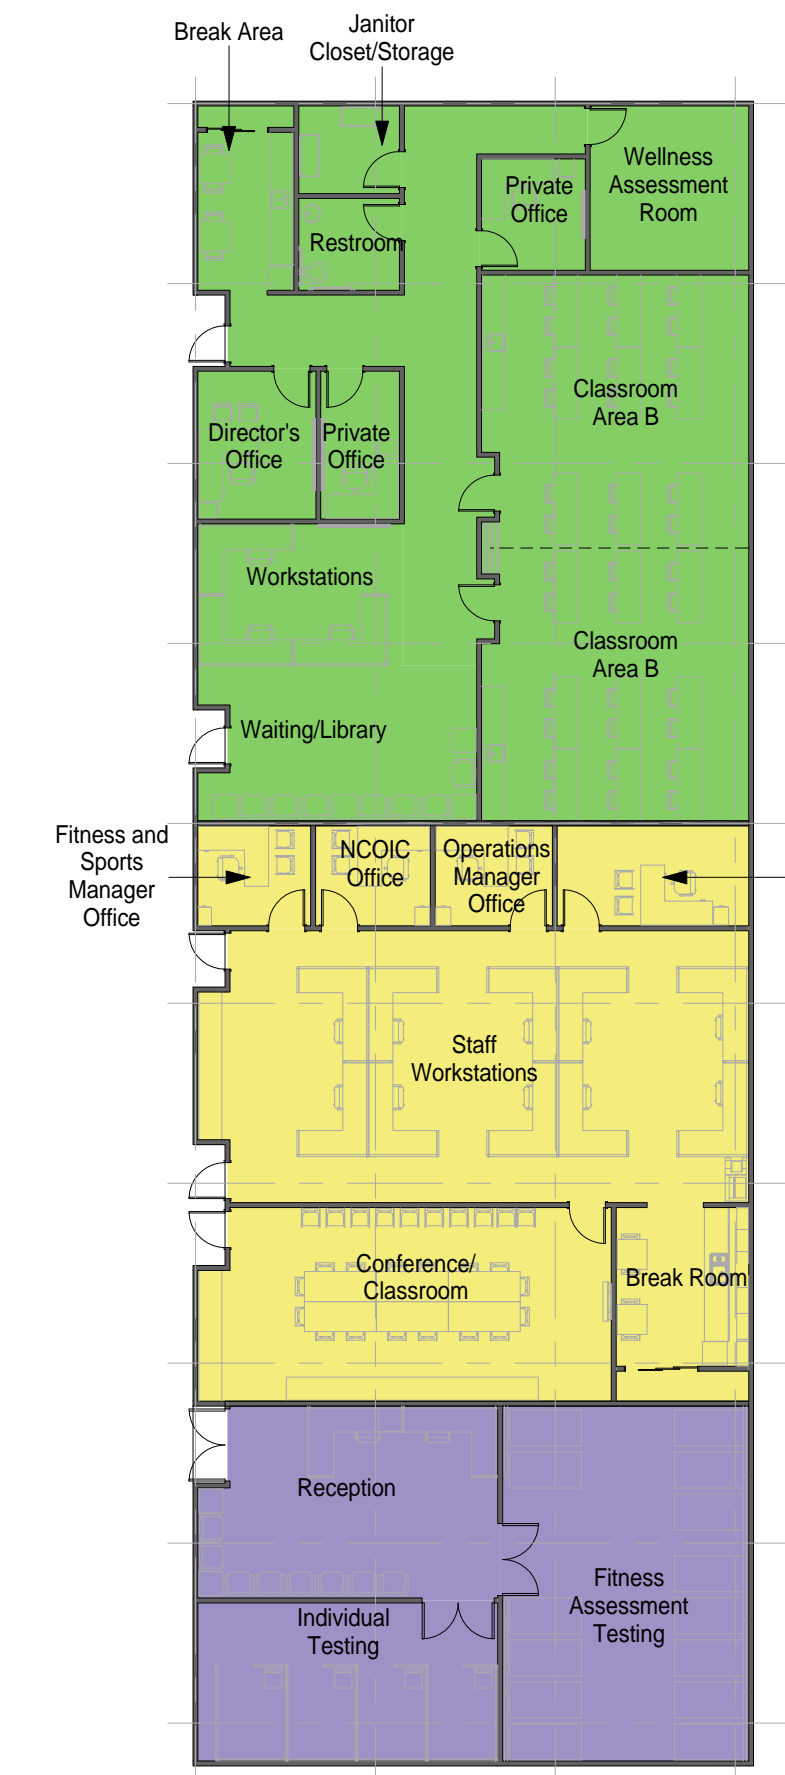 Break Area
Janitor
Closet/Storage
Wellness
Assessment
Room
Private
Office
Restroom
Classroom
Area B
Director's
Office
Private
Office
Workstations
Classroom
Area B
Waiting/Library
Fitness and
Sports
Manager
Office
NCOIC
Office
Operations
Manager
Office
Staff
Workstations
Conference/
Classroom
Break Room
Reception
Fitness
Assessment
Testing
Individual
Testing